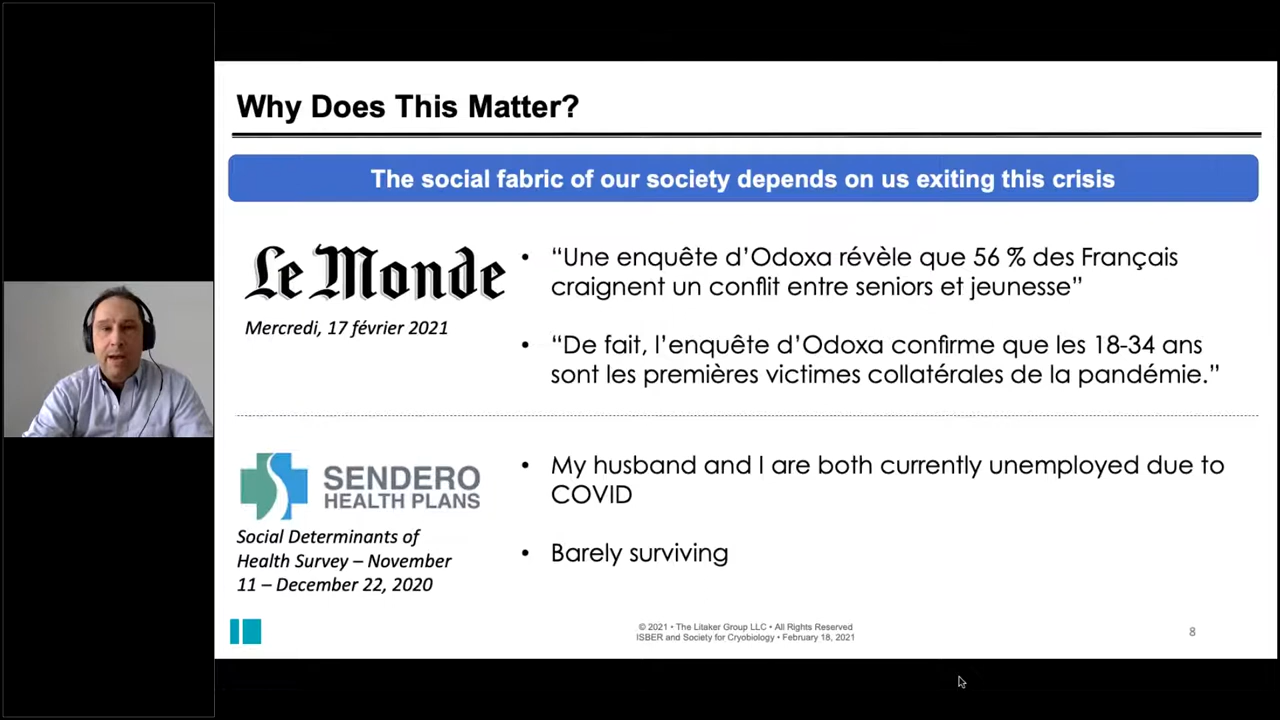 Why Does This Matter?
The social fabric of our society depends on us exiting this crisis
Le Monde
Mercredi, 17 février 2021
• “Une enquête d’Odoxa révèle que 56 % des Français
craignent un conflit entre seniors et jeunesse”
• “De fait, l’enquête d’Odoxa confirme que les 18-34 ans
sont les premières victimes collatérales de la pandémie.”
SENDERO
HEALTH PLANS
Social Determinants of
Health Survey – November
11 – December 22, 2020
• My husband and I are both currently unemployed due to
COVID
• Barely surviving
© 2021 • The Litaker Group LLC • All Rights Reserved
ISBER and Society for Cryobiology • February 18, 2021
8